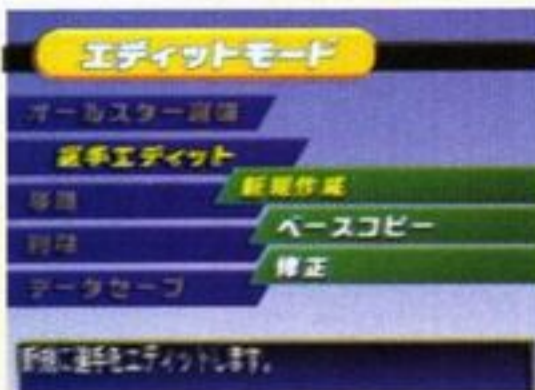 エディットモード
オールスター
選手エディット
新規作成
移籍
ベースコピー
修正
データセーブ
新規に選手をエディットします。